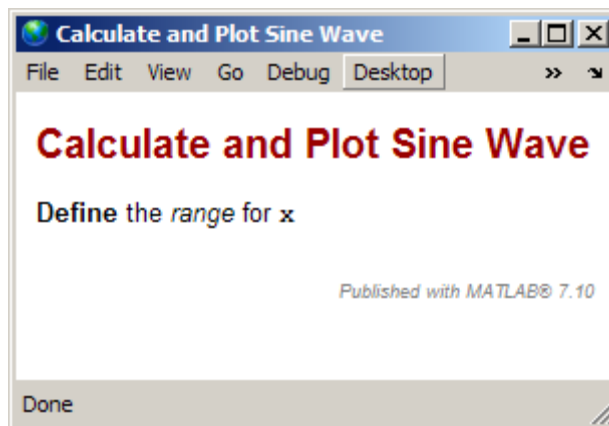 Calculate and Plot Sine Wave
File Edit View Go Debug Desktop »
Calculate and Plot Sine Wave
Define the range for x
Published with MATLAB® 7.10
Done